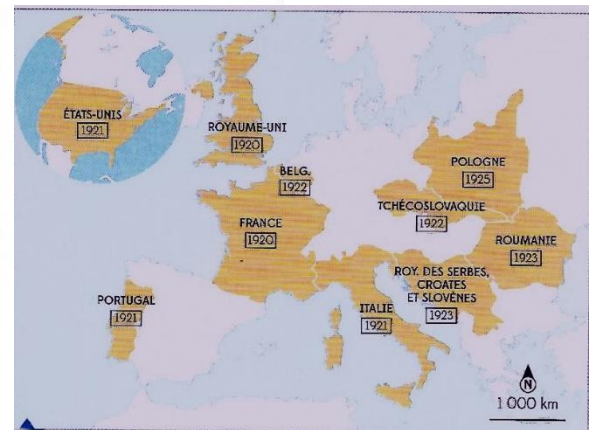 ÉTATS-UNIS
1921
ROYAUME-UNI
1920
BELG.
1922
POLOGNE
1925
TCHÉCOSLOVAQUIE
1922
FRANCE
1920
ROUMANIE
1923
ROY. DES SERBES,
CROATES
ET SLOVÈNES
1923
PORTUGAL
1921
ITALIE
1921
N
1 000 km